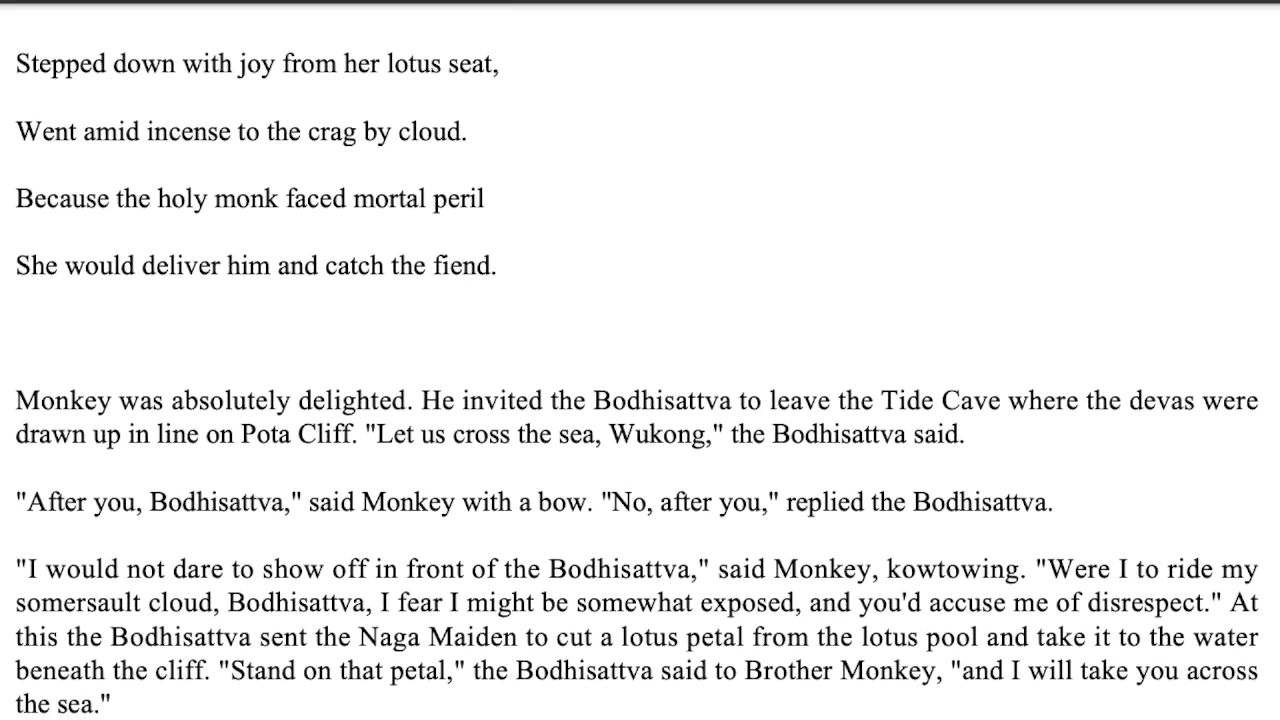 Stepped down with joy from her lotus seat,
Went amid incense to the crag by cloud.
Because the holy monk faced mortal peril
She would deliver him and catch the fiend.
Monkey was absolutely delighted. He invited the Bodhisattva to leave the Tide Cave where the devas were
drawn up in line on Pota Cliff. "Let us cross the sea, Wukong," the Bodhisattva said.
"After you, Bodhisattva," said Monkey with a bow. "No, after you," replied the Bodhisattva.
"I would not dare to show off in front of the Bodhisattva," said Monkey, kowtowing. "Were I to ride my
somersault cloud, Bodhisattva, I fear I might be somewhat exposed, and you'd accuse me of disrespect." At
this the Bodhisattva sent the Naga Maiden to cut a lotus petal from the lotus pool and take it to the water
beneath the cliff. "Stand on that petal," the Bodhisattva said to Brother Monkey, "and I will take you across
the sea."